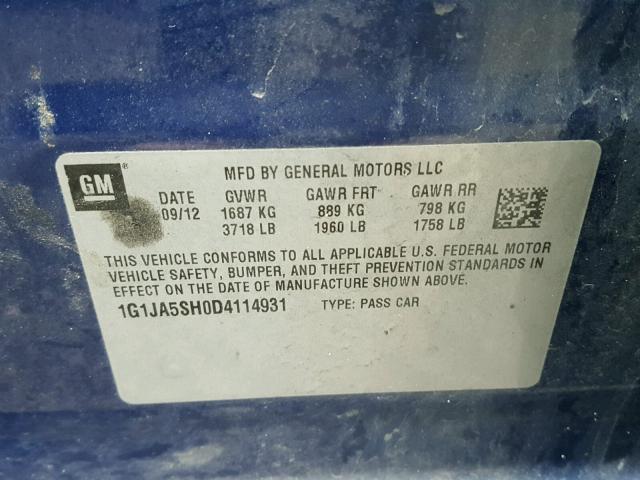 GM®
MFD BY GENERAL MOTORS LLC
DATE GVWR GAWR FRT GAWR RR
09/12 1687 KG 889 KG 798 KG
3718 LB 1960 LB 1758 LB
THIS VEHICLE CONFORMS TO ALL APPLICABLE U.S. FEDERAL MOTOR
VEHICLE SAFETY, BUMPER, AND THEFT PREVENTION STANDARDS IN
EFFECT ON THE DATE OF MANUFACTURE SHOWN ABOVE.
1G1JA5SH0D4114931 TYPE: PASS CAR